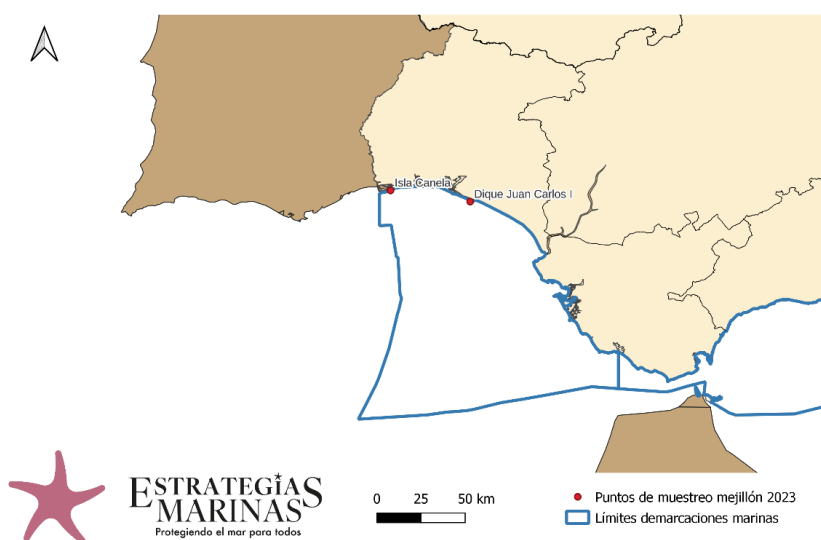 Isla Canela
Dique Juan Carlos I
ESTRATEGIAS
MARINAS
Protegiendo el mar para todos
0 25 50 km
Puntos de muestreo mejillón 2023
Límites demarcaciones marinas